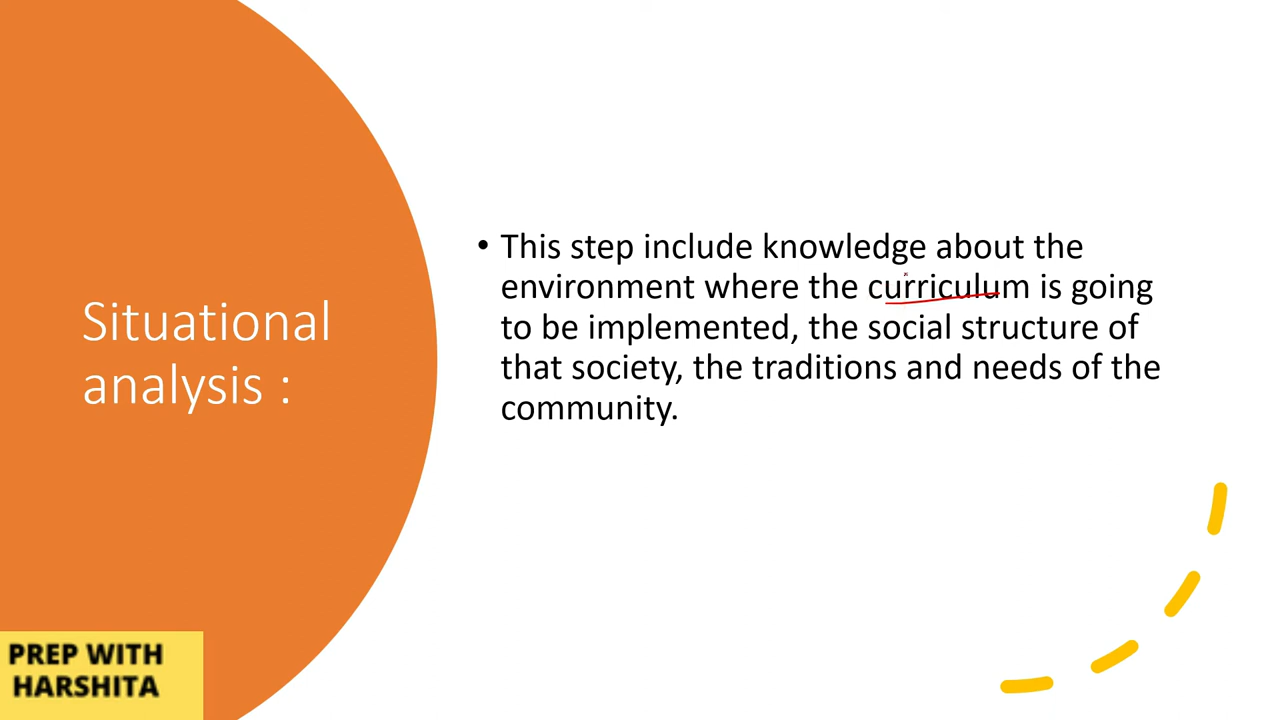 Situational
analysis :
• This step include knowledge about the
environment where the curriculum is going
to be implemented, the social structure of
that society, the traditions and needs of the
community.
PREP WITH
HARSHITA